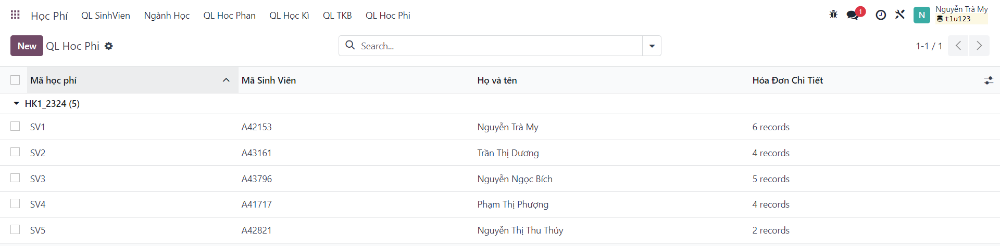 Học Phí QL SinhVien Ngành Học QL Hoc Phan QL Học Kì QL TKB QL Hoc Phi 1 N Nguyễn Trà My
tlu123
New QL Hoc Phi Search... 1-1 / 1
Mã học phí Mã Sinh Viên Họ và tên Hóa Đơn Chi Tiết
HK1_2324 (5)
SV1 A42153 Nguyễn Trà My 6 records
SV2 A43161 Trần Thị Dương 4 records
SV3 A43796 Nguyễn Ngọc Bích 5 records
SV4 A41717 Phạm Thị Phượng 4 records
SV5 A42821 Nguyễn Thị Thu Thủy 2 records